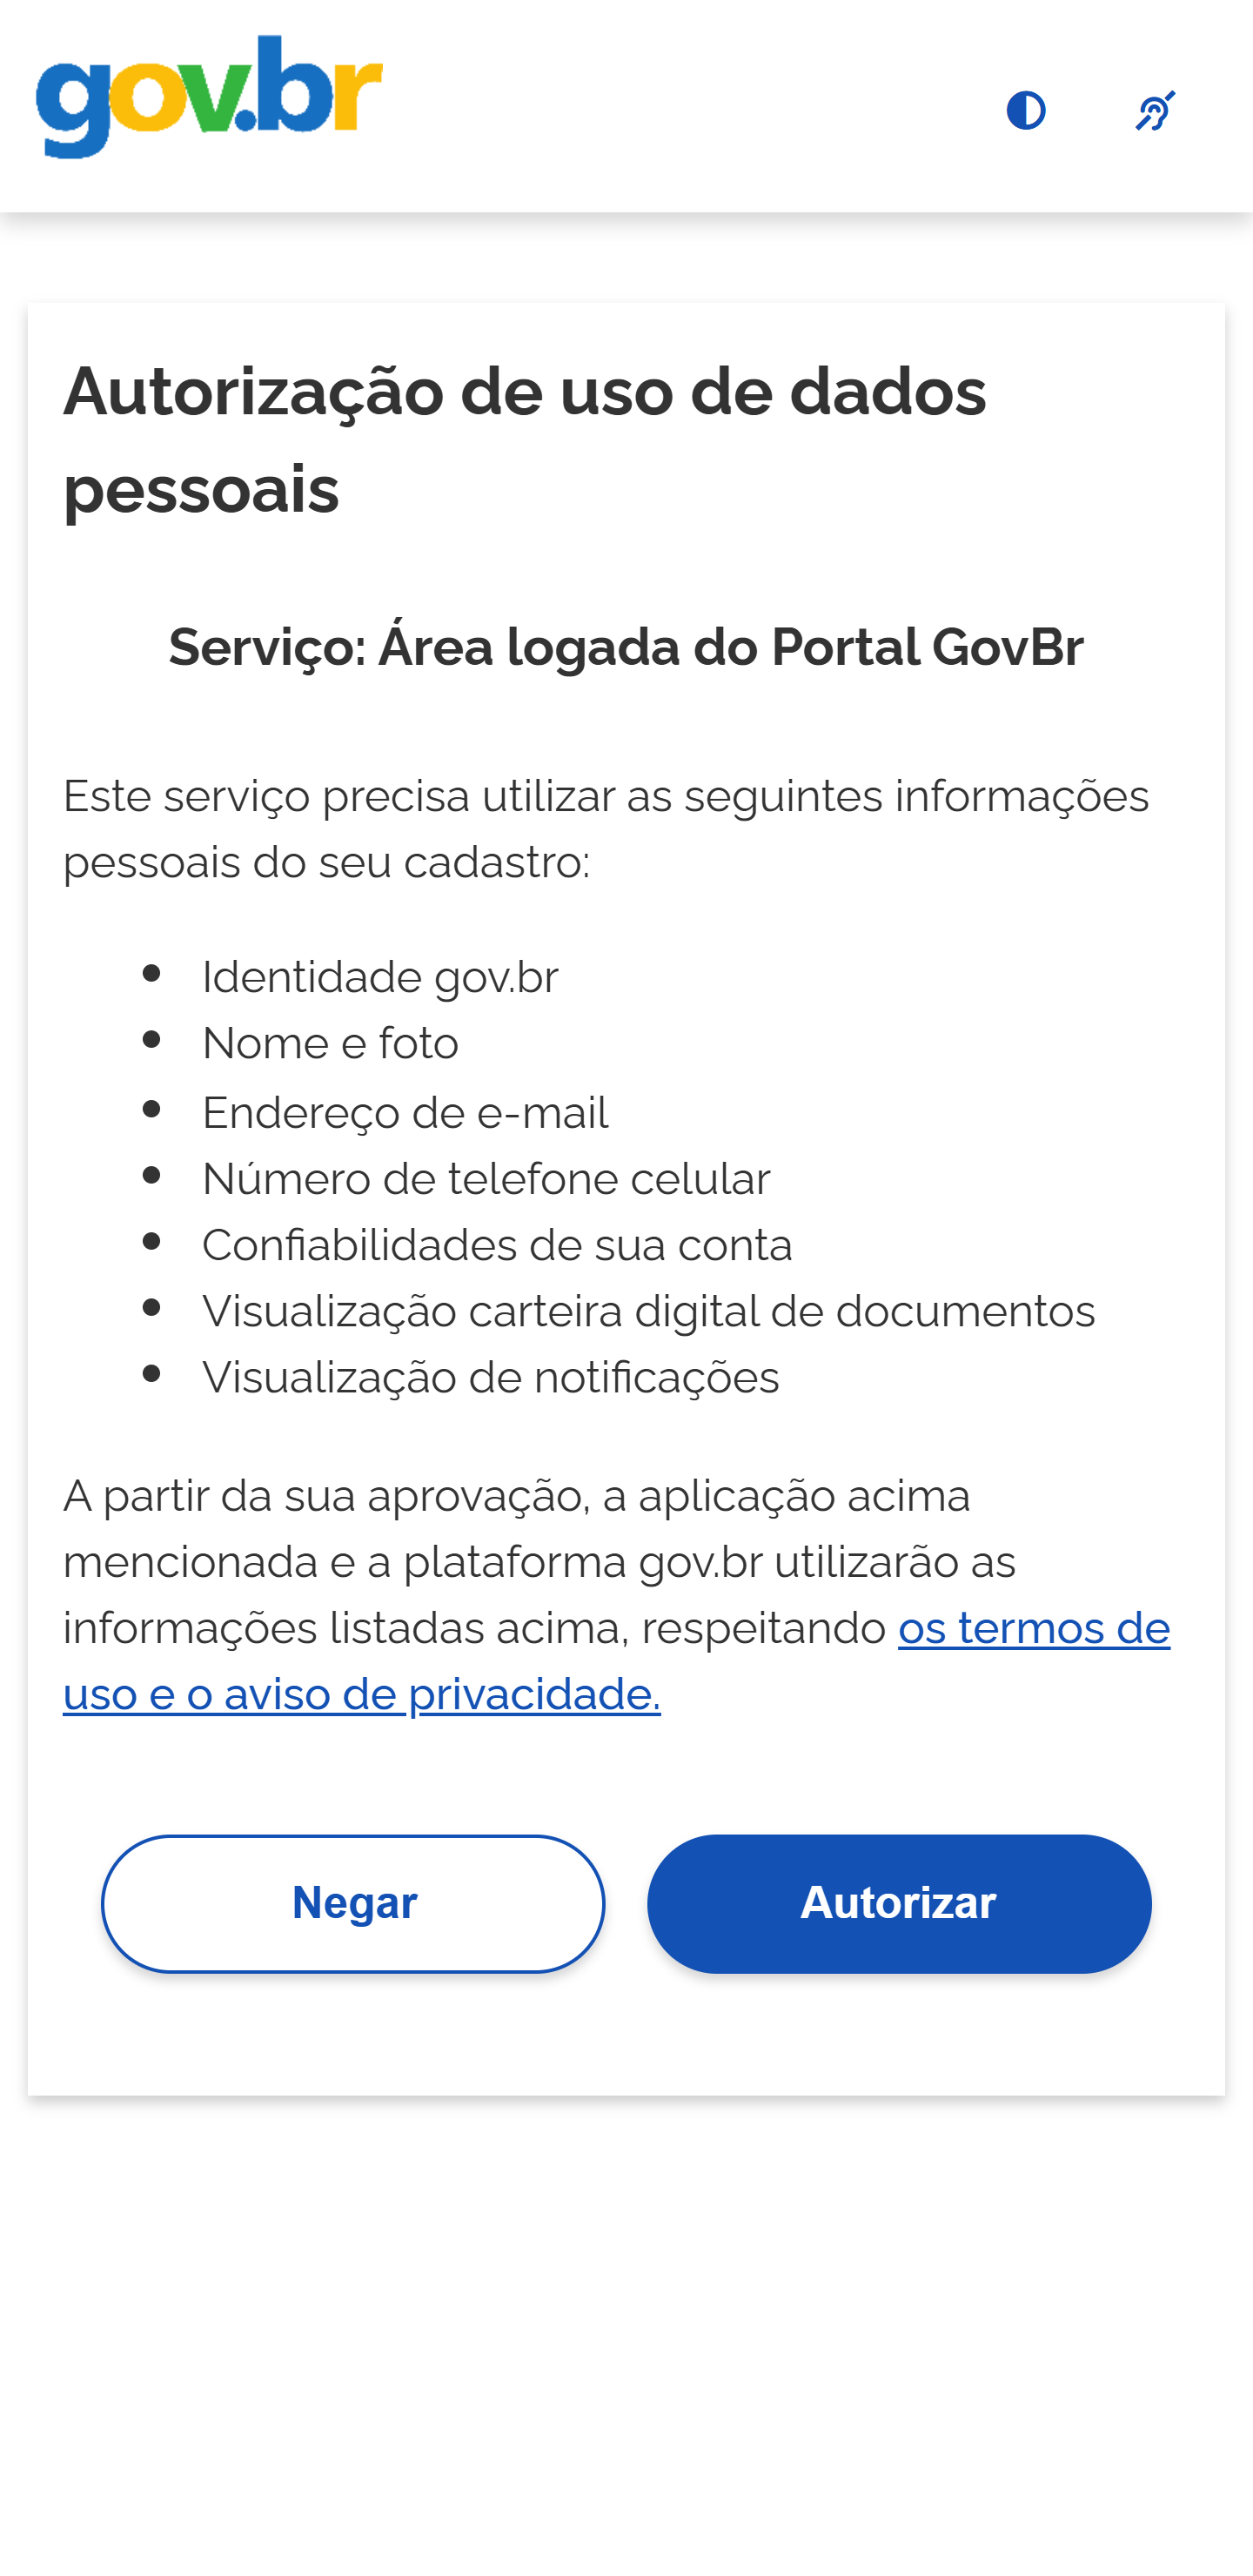 gov.br
Autorização de uso de dados
pessoais
Serviço: Área logada do Portal GovBr
Este serviço precisa utilizar as seguintes informações
pessoais do seu cadastro:
• Identidade gov.br
• Nome e foto
• Endereço de e-mail
• Número de telefone celular
• Confiabilidades de sua conta
• Visualização carteira digital de documentos
• Visualização de notificações
A partir da sua aprovação, a aplicação acima
mencionada e a plataforma gov.br utilizarão as
informações listadas acima, respeitando os termos de
uso e o aviso de privacidade.
Negar
Autorizar